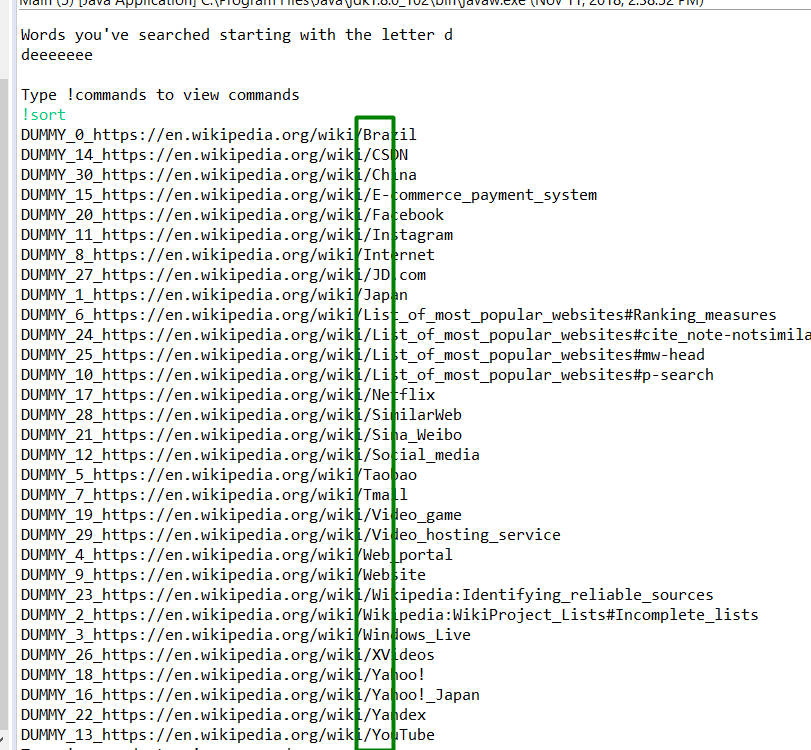 Main (5) [Java Application] C:\Program Files\Java\jdk1.8.0_102\bin\javaw.exe (Nov 11, 2018, 2:38:52 PM)
Words you've searched starting with the letter d
deeeeeee
Type !commands to view commands
!sort
DUMMY_0_https://en.wikipedia.org/wiki/Brazil
DUMMY_14_https://en.wikipedia.org/wiki/CSDN
DUMMY_30_https://en.wikipedia.org/wiki/China
DUMMY_15_https://en.wikipedia.org/wiki/E-commerce_payment_system
DUMMY_20_https://en.wikipedia.org/wiki/Facebook
DUMMY_11_https://en.wikipedia.org/wiki/Instagram
DUMMY_8_https://en.wikipedia.org/wiki/Internet
DUMMY_27_https://en.wikipedia.org/wiki/JD.com
DUMMY_1_https://en.wikipedia.org/wiki/Japan
DUMMY_6_https://en.wikipedia.org/wiki/List_of_most_popular_websites#Ranking_measures
DUMMY_24_https://en.wikipedia.org/wiki/List_of_most_popular_websites#cite_note-notsimila
DUMMY_25_https://en.wikipedia.org/wiki/List_of_most_popular_websites#mw-head
DUMMY_10_https://en.wikipedia.org/wiki/List_of_most_popular_websites#p-search
DUMMY_17_https://en.wikipedia.org/wiki/Netflix
DUMMY_28_https://en.wikipedia.org/wiki/SimilarWeb
DUMMY_21_https://en.wikipedia.org/wiki/Sina_Weibo
DUMMY_12_https://en.wikipedia.org/wiki/Social_media
DUMMY_5_https://en.wikipedia.org/wiki/Taobao
DUMMY_7_https://en.wikipedia.org/wiki/Tmall
DUMMY_19_https://en.wikipedia.org/wiki/Video_game
DUMMY_29_https://en.wikipedia.org/wiki/Video_hosting_service
DUMMY_4_https://en.wikipedia.org/wiki/Web_portal
DUMMY_9_https://en.wikipedia.org/wiki/Website
DUMMY_23_https://en.wikipedia.org/wiki/Wikipedia:Identifying_reliable_sources
DUMMY_2_https://en.wikipedia.org/wiki/Wikipedia:WikiProject_Lists#Incomplete_lists
DUMMY_3_https://en.wikipedia.org/wiki/Windows_Live
DUMMY_26_https://en.wikipedia.org/wiki/XVideos
DUMMY_18_https://en.wikipedia.org/wiki/Yahoo!
DUMMY_16_https://en.wikipedia.org/wiki/Yahoo!_Japan
DUMMY_22_https://en.wikipedia.org/wiki/Yandex
DUMMY_13_https://en.wikipedia.org/wiki/YouTube